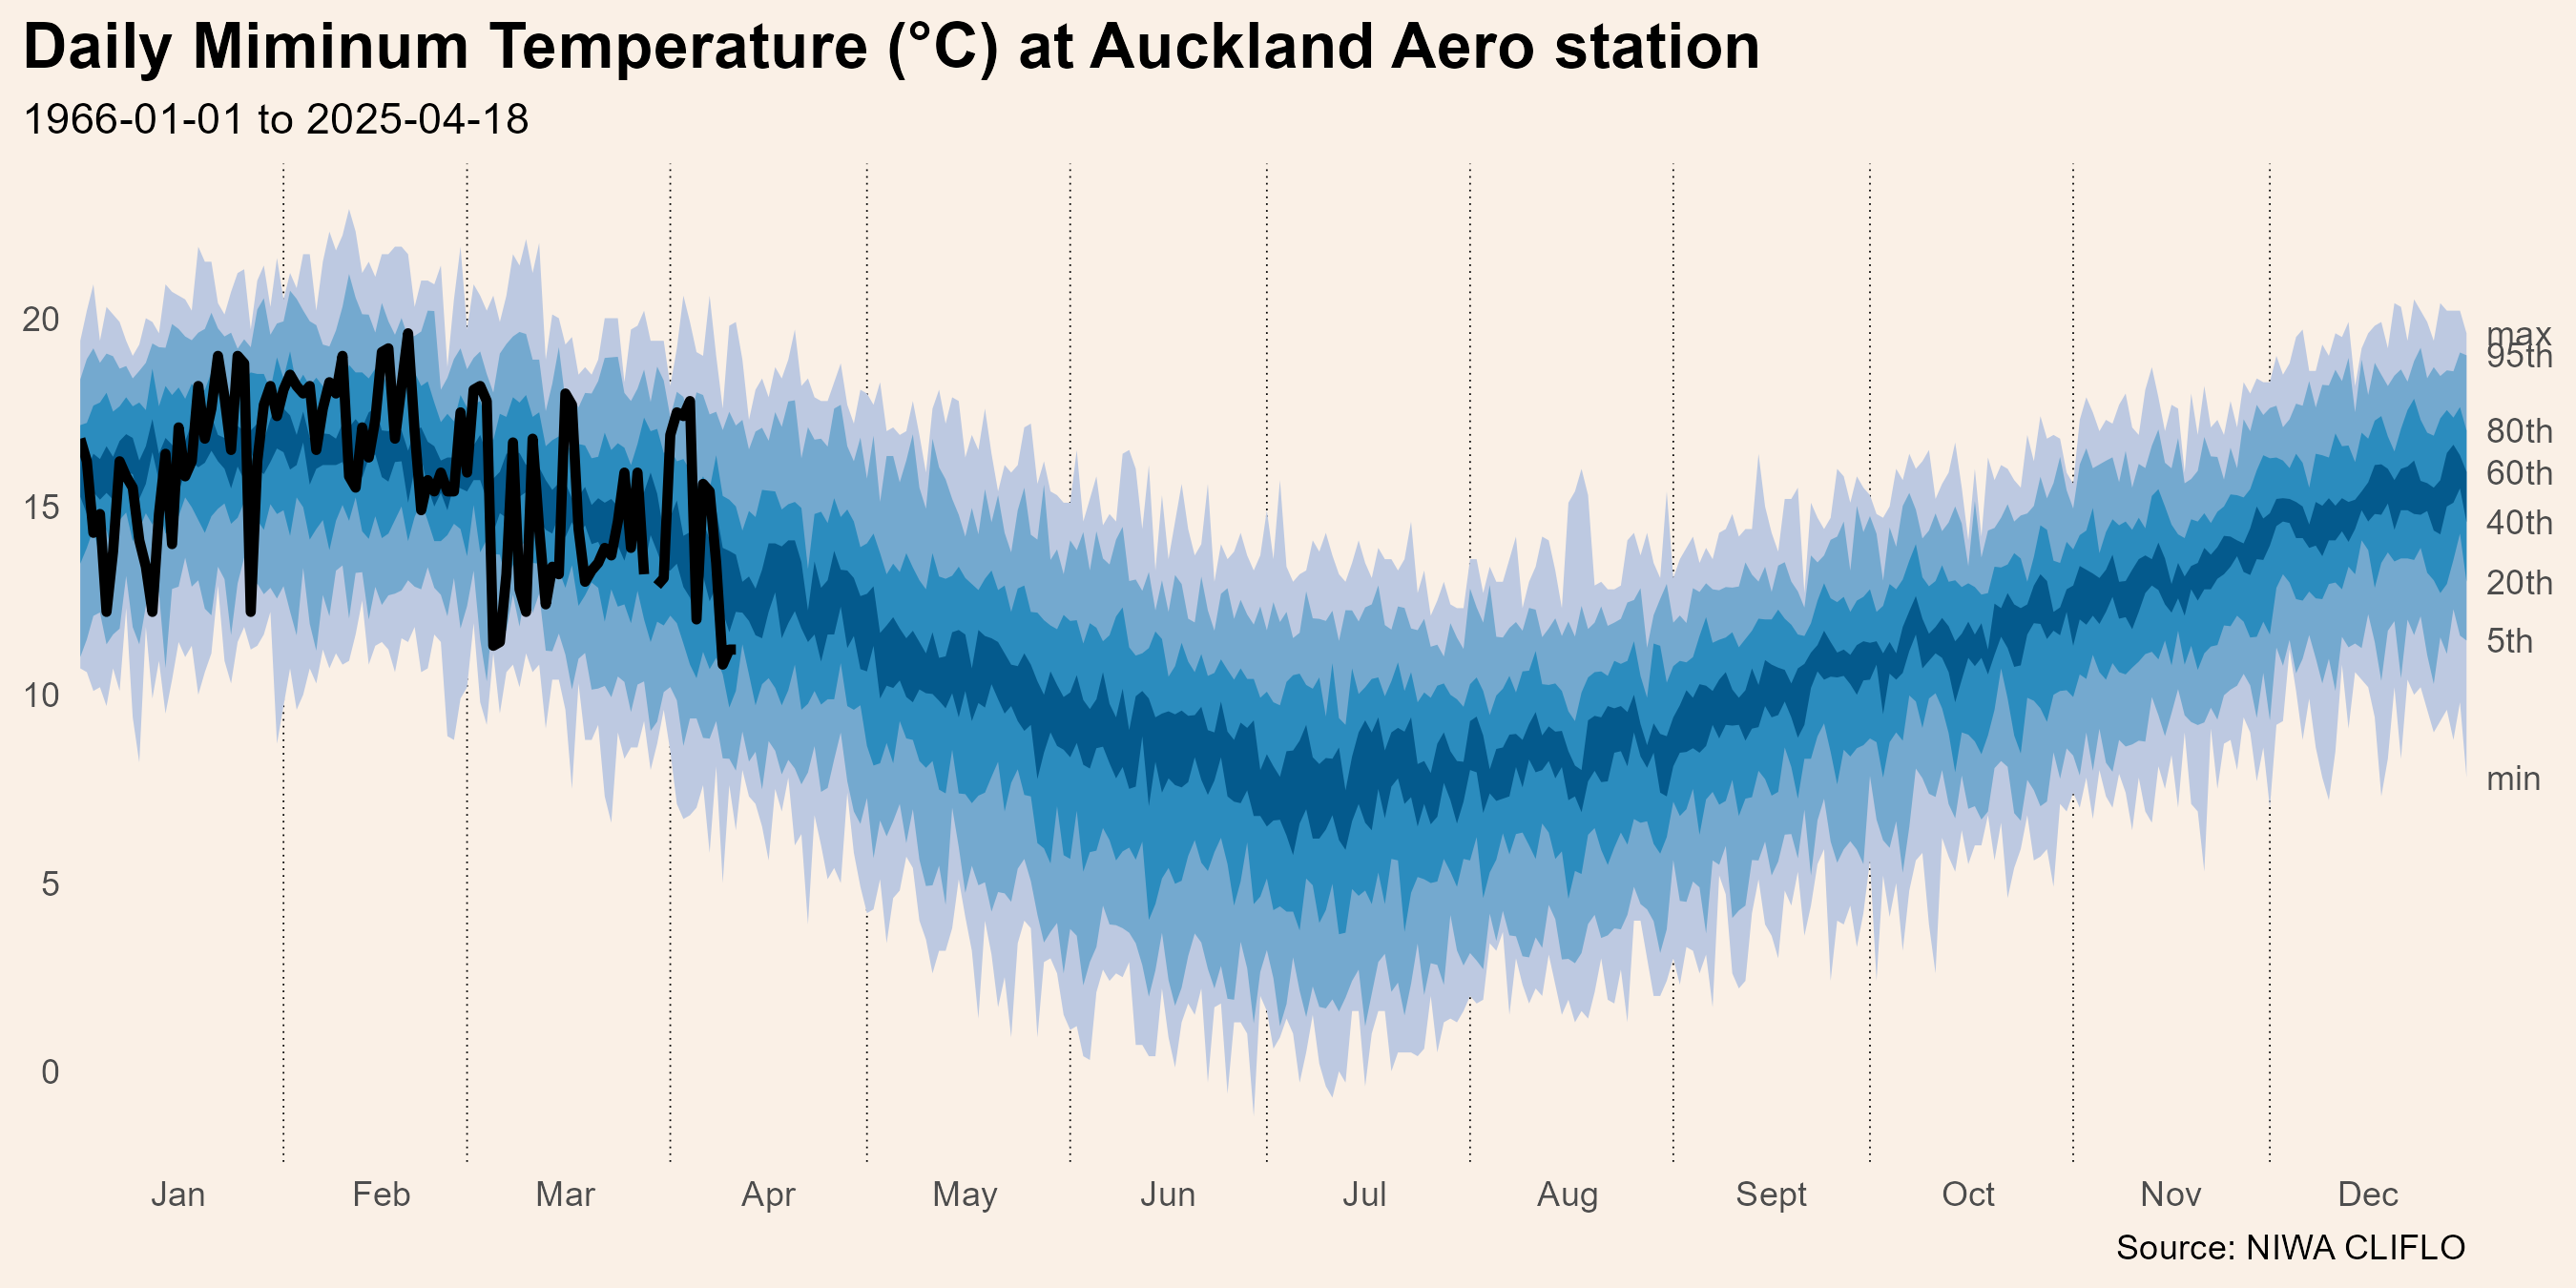 Daily Miminum Temperature (°C) at Auckland Aero station
1966-01-01 to 2025-04-18
20
15
10
5
0
max
95th
80th
60th
40th
20th
5th
min
Jan Feb Mar Apr May Jun Jul Aug Sept Oct Nov Dec
Source: NIWA CLIFLO